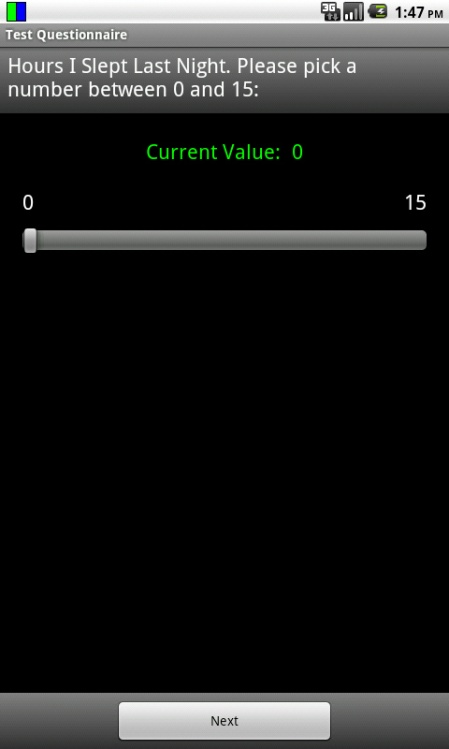 3G 1:47 PM
Test Questionnaire
Hours I Slept Last Night. Please pick a
number between 0 and 15:
Current Value: 0
0 15
Next